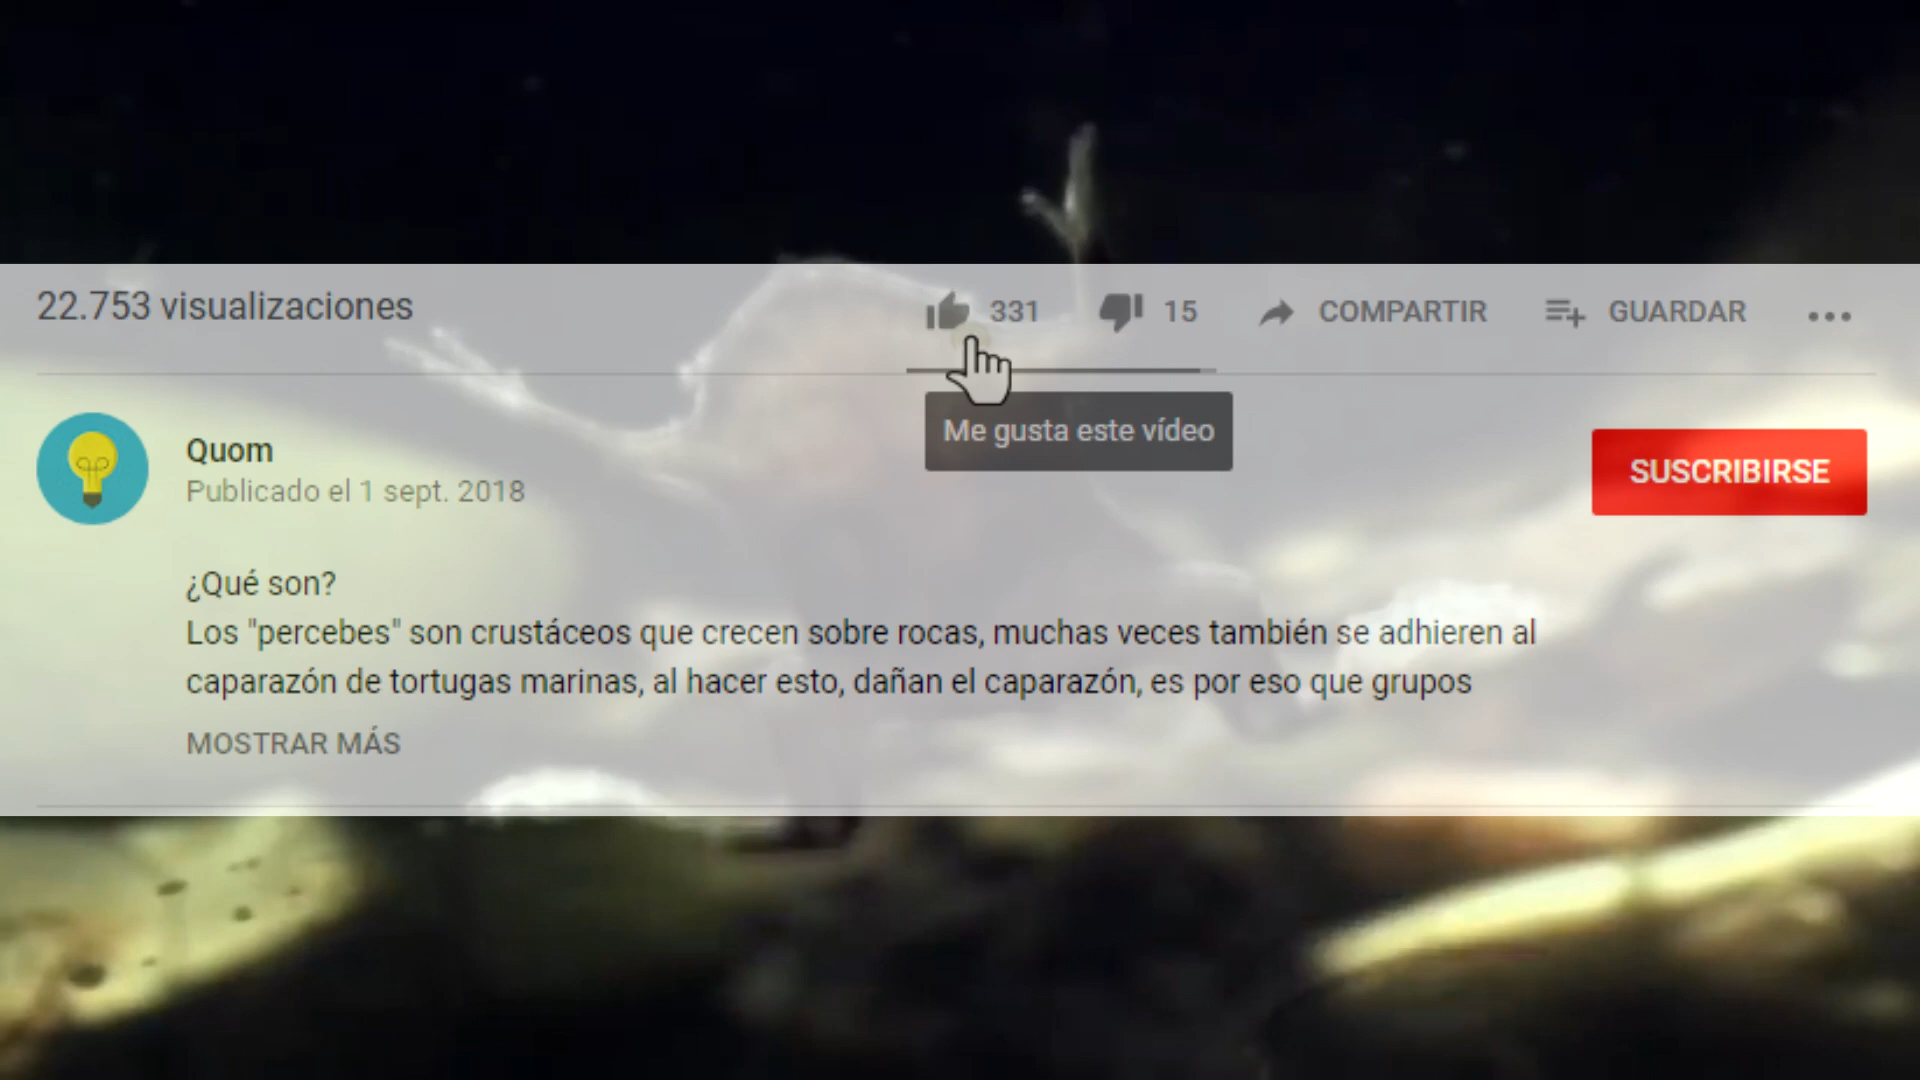 22.753 visualizaciones
331
15
COMPARTIR
GUARDAR
Me gusta este vídeo
Quom
Publicado el 1 sept. 2018
SUSCRIBIRSE
¿Qué son?
Los "percebes" son crustáceos que crecen sobre rocas, muchas veces también se adhieren al
caparazón de tortugas marinas, al hacer esto, dañan el caparazón, es por eso que grupos
MOSTRAR MÁS